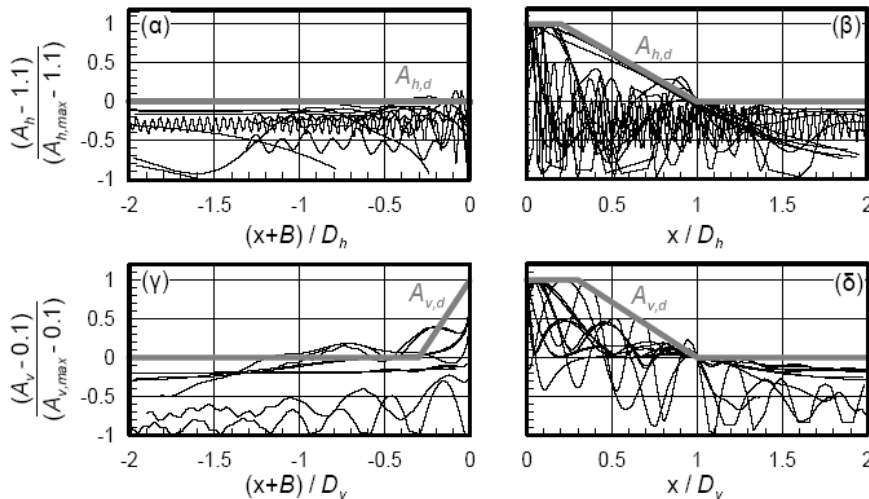 (α)
(β)
A_h,d
A_h,d
(A_h - 1.1)
(A_h,max - 1.1)
1
0.5
0
-0.5
-1
-2 -1.5 -1 -0.5 0
0 0.5 1 1.5 2
(x+B) / D_h
x / D_h
(γ)
(δ)
A_v,d
A_v,d
(A_v - 0.1)
(A_v,max - 0.1)
1
0.5
0
-0.5
-1
-2 -1.5 -1 -0.5 0
0 0.5 1 1.5 2
(x+B) / D_v
x / D_v